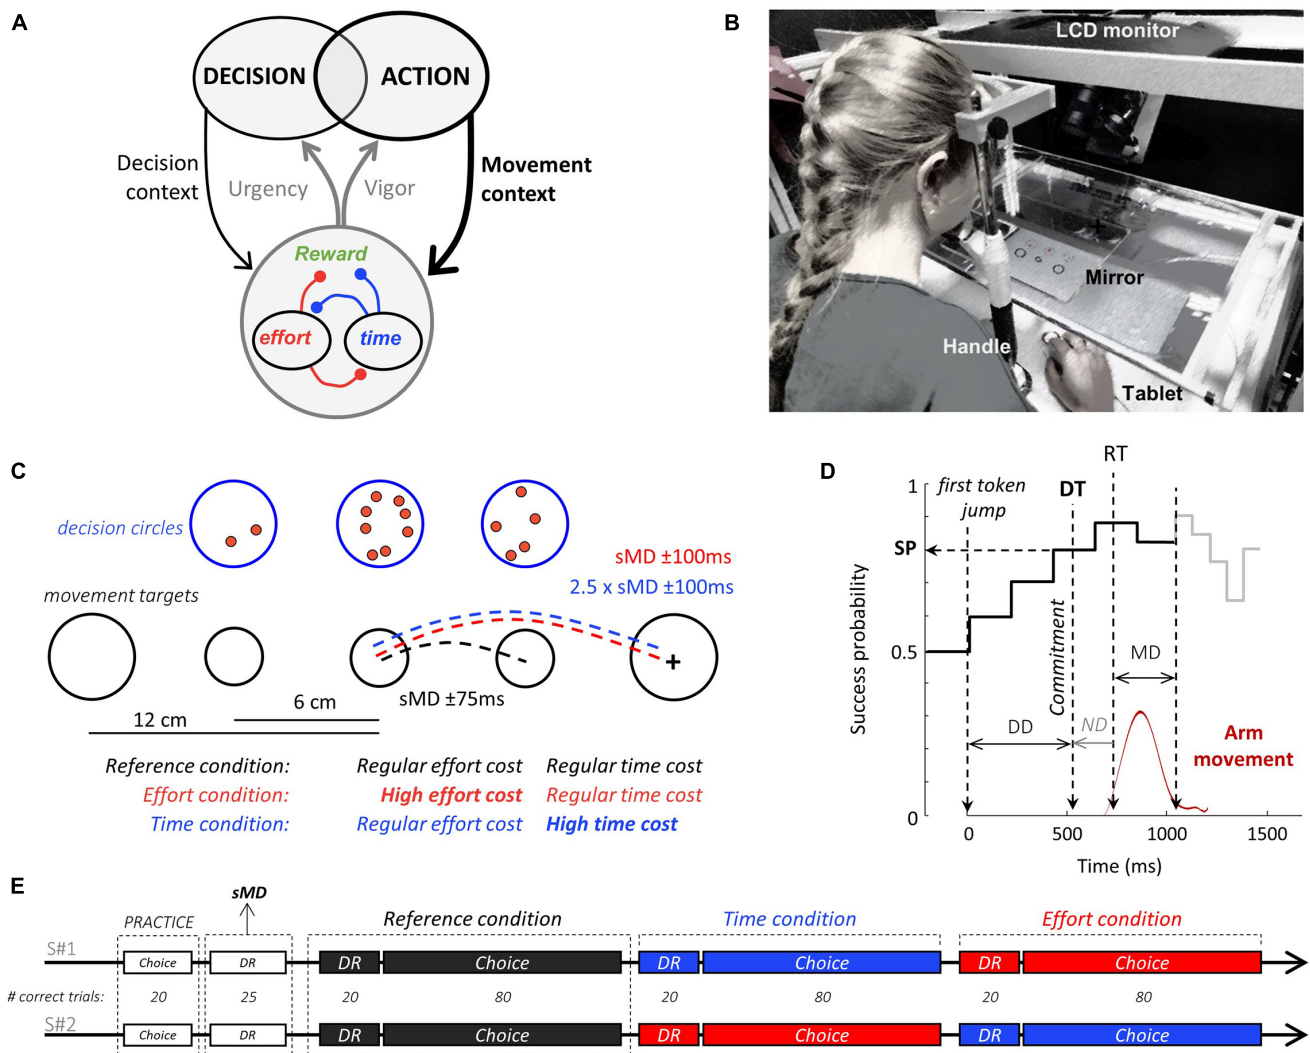 A
DECISION
ACTION
Decision
context
Urgency
Vigor
Movement
context
Reward
effort
time
B
LCD monitor
Mirror
Handle
Tablet
C
decision circles
sMD ±100ms
2.5 x sMD ±100ms
movement targets
sMD ±75ms
6 cm
12 cm
Reference condition: Regular effort cost Regular time cost
Effort condition: High effort cost Regular time cost
Time condition: Regular effort cost High time cost
D
RT
1
first token
jump
DT
SP
Success probability
Commitment
0.5
MD
DD
ND
Arm
movement
0
0 500 1000 1500
Time (ms)
E
sMD
PRACTICE
Reference condition
Time condition
Effort condition
S#1
Choice DR DR Choice DR Choice DR Choice
# correct trials: 20 25 20 80 20 80 20 80
S#2
Choice DR DR Choice DR Choice DR Choice